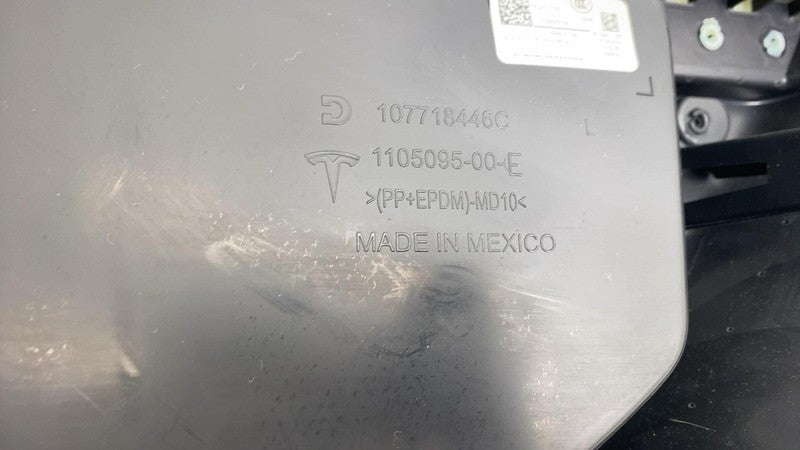 107718446C
1105095-00-E
>(PP+EPDM)-MD10<
MADE IN MEXICO
L
L